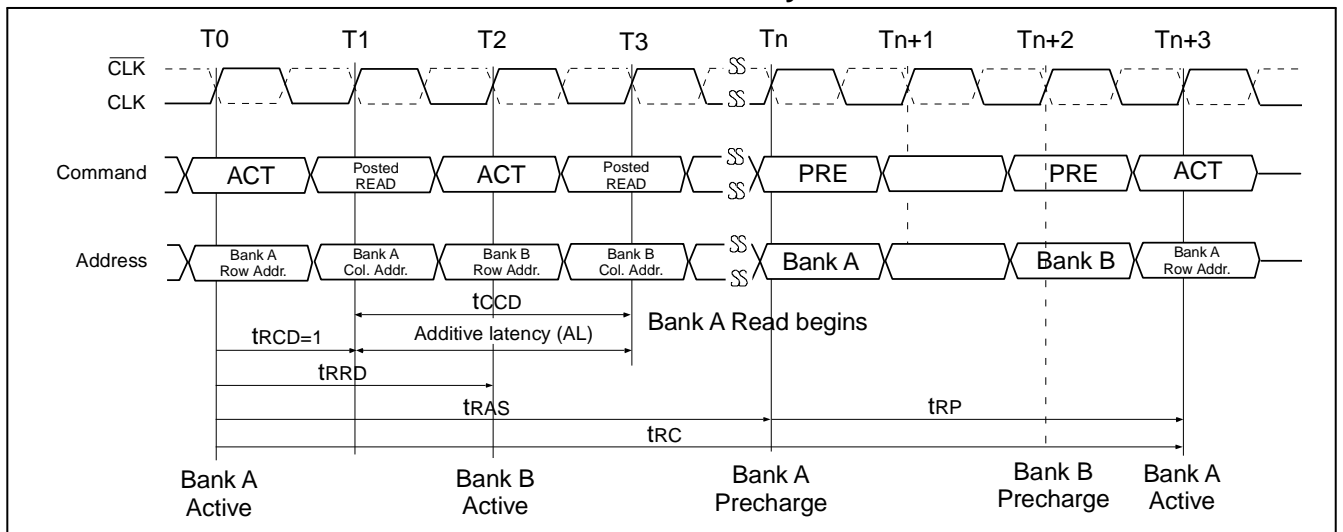 T0 T1 T2 T3 Tn Tn+1 Tn+2 Tn+3
CLK
CLK
Command ACT Posted READ ACT Posted READ PRE PRE ACT
Address Bank A Row Addr. Bank A Col. Addr. Bank B Row Addr. Bank B Col. Addr. Bank A Bank B Bank A Row Addr.
tCCD
Bank A Read begins
tRCD=1 Additive latency (AL)
tRRD
tRAS tRP
tRC
Bank A Active Bank B Active Bank A Precharge Bank B Precharge Bank A Active